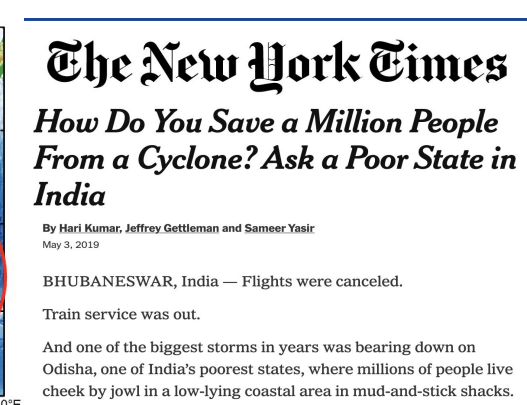 The New York Times
How Do You Save a Million People
From a Cyclone? Ask a Poor State in
India
By Hari Kumar, Jeffrey Gettleman and Sameer Yasir
May 3, 2019
BHUBANESWAR, India — Flights were canceled.
Train service was out.
And one of the biggest storms in years was bearing down on
Odisha, one of India's poorest states, where millions of people live
cheek by jowl in a low-lying coastal area in mud-and-stick shacks.
0°E